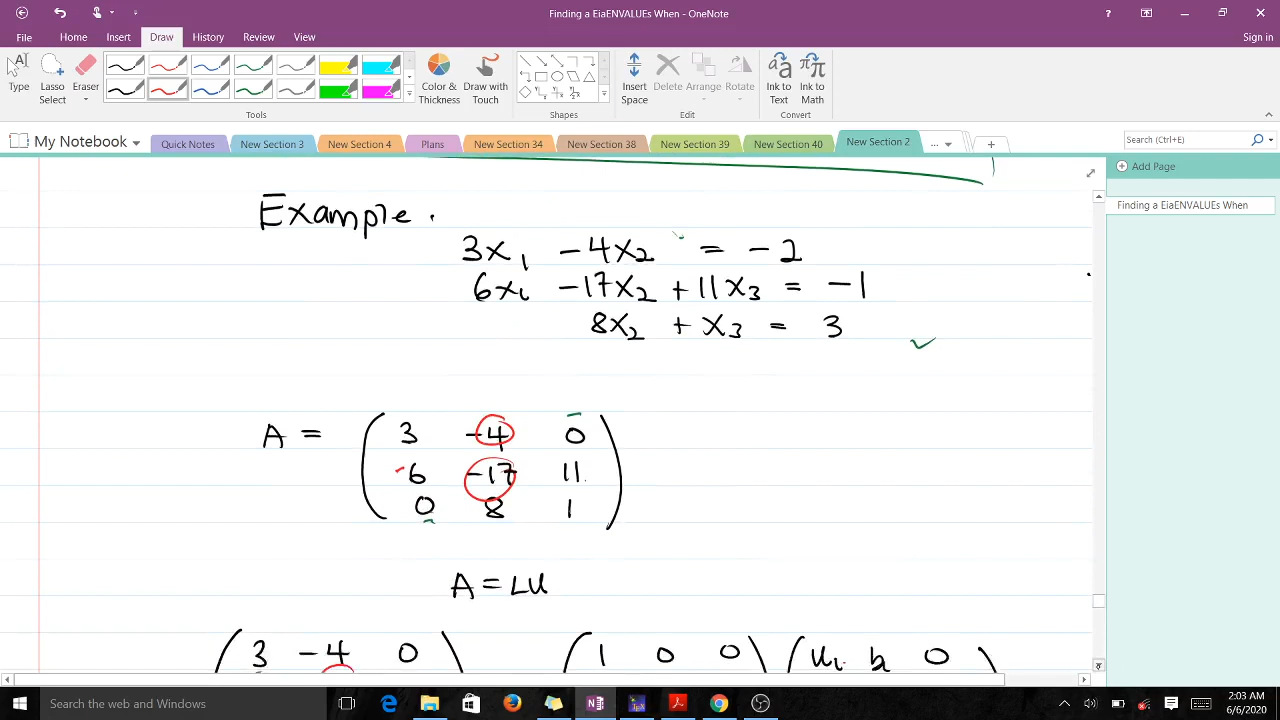 Finding a EiaENVALUEs When - OneNote
File Home Insert Draw History Review View Sign in
Type Lasso Select Eraser Color & Thickness Draw with Touch Insert Space Delete Arrange Rotate Ink to Text Ink to Math
Tools Shapes Edit Convert
My Notebook Quick Notes New Section 3 New Section 4 Plans New Section 34 New Section 38 New Section 39 New Section 40 New Section 2 ... + Search (Ctrl+E)
Add Page
Finding a EiaENVALUEs When
Example.
3x₁ -4x₂ = -2
6x₁ -17x₂ +11x₃ = -1
8x₂ + x₃ = 3
A = ( 3 -4 0
-6 -17 11
0 8 1 )
A = LU
( 3 -4 0 ) ( 1 0 0 ) ( u₁ b₂ 0 )
Search the web and Windows
2:03 AM
6/6/2020